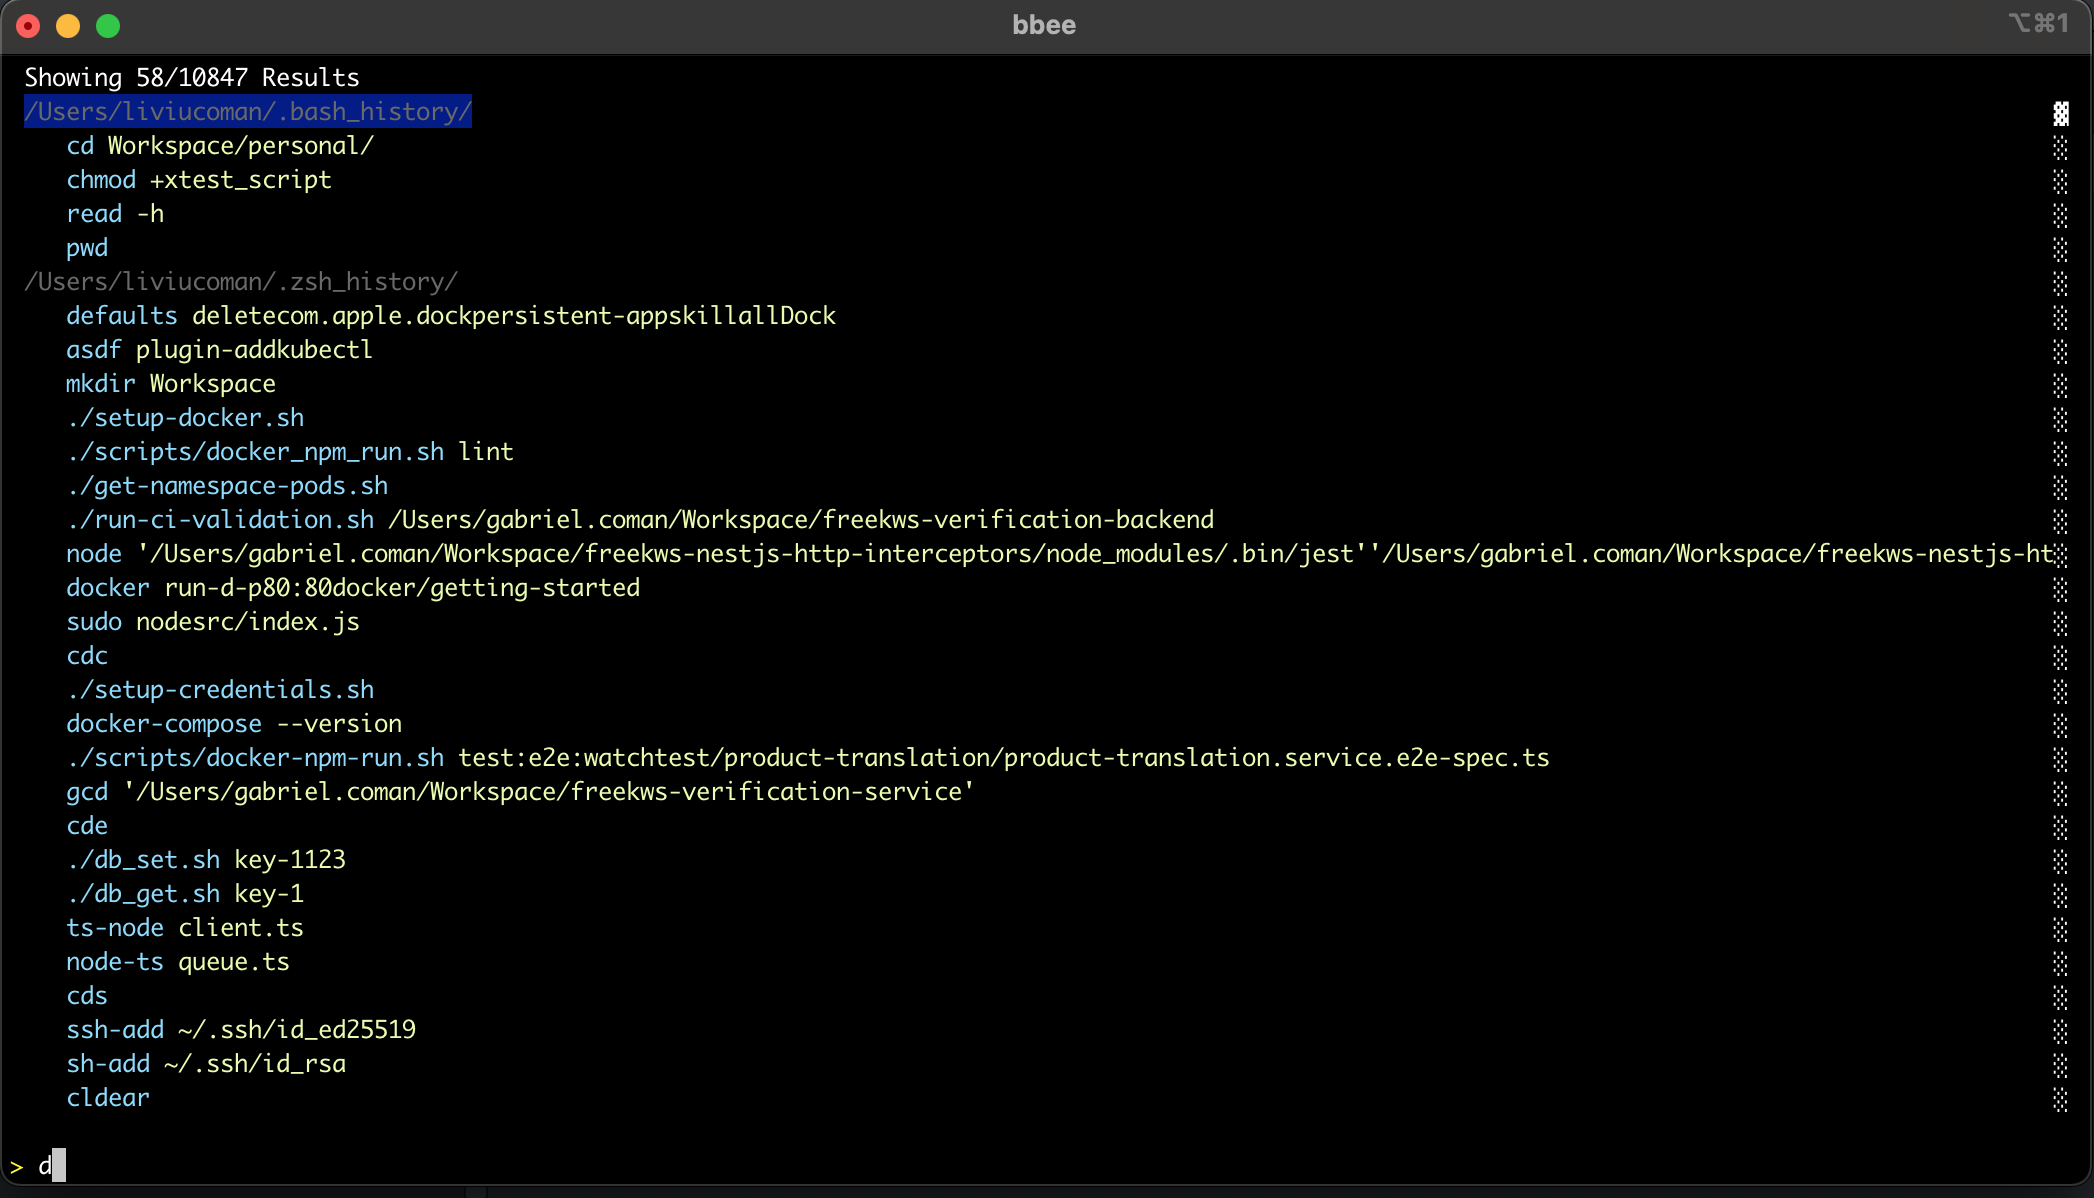 bbee
⌥⌘1
Showing 58/10847 Results
/Users/liviucoman/.bash_history/
cd Workspace/personal/
chmod +xtest_script
read -h
pwd
/Users/liviucoman/.zsh_history/
defaults deletecom.apple.dockpersistent-appskillallDock
asdf plugin-addkubectl
mkdir Workspace
./setup-docker.sh
./scripts/docker_npm_run.sh lint
./get-namespace-pods.sh
./run-ci-validation.sh /Users/gabriel.coman/Workspace/freekws-verification-backend
node '/Users/gabriel.coman/Workspace/freekws-nestjs-http-interceptors/node_modules/.bin/jest''/Users/gabriel.coman/Workspace/freekws-nestjs-ht
docker run-d-p80:80docker/getting-started
sudo nodesrc/index.js
cdc
./setup-credentials.sh
docker-compose --version
./scripts/docker-npm-run.sh test:e2e:watchtest/product-translation/product-translation.service.e2e-spec.ts
gcd '/Users/gabriel.coman/Workspace/freekws-verification-service'
cde
./db_set.sh key-1123
./db_get.sh key-1
ts-node client.ts
node-ts queue.ts
cds
ssh-add ~/.ssh/id_ed25519
sh-add ~/.ssh/id_rsa
cldear
> d